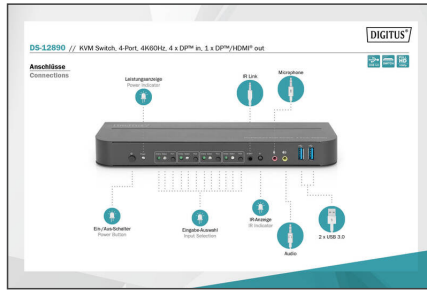 DIGITUS®
DS-12890 // KVM Switch, 4-Port, 4K60Hz, 4 x DP™ in, 1 x DP™/HDMI® out
Anschlüsse
Connections
Leistungsanzeige
Power Indicator
IR Link
Microphone
Ein-/Aus-Schalter
Power Button
Eingabe-Auswahl
Input Selection
IR-Anzeige
IR Indicator
Audio
2 x USB 3.0